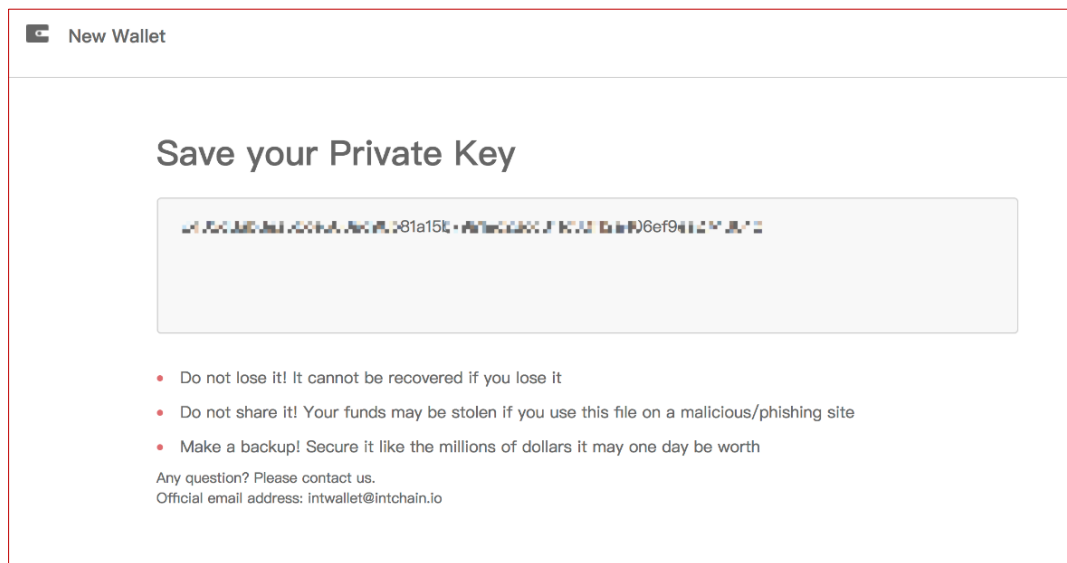 New Wallet
Save your Private Key
Do not lose it! It cannot be recovered if you lose it
Do not share it! Your funds may be stolen if you use this file on a malicious/phishing site
Make a backup! Secure it like the millions of dollars it may one day be worth
Any question? Please contact us.
Official email address: intwallet@intchain.io